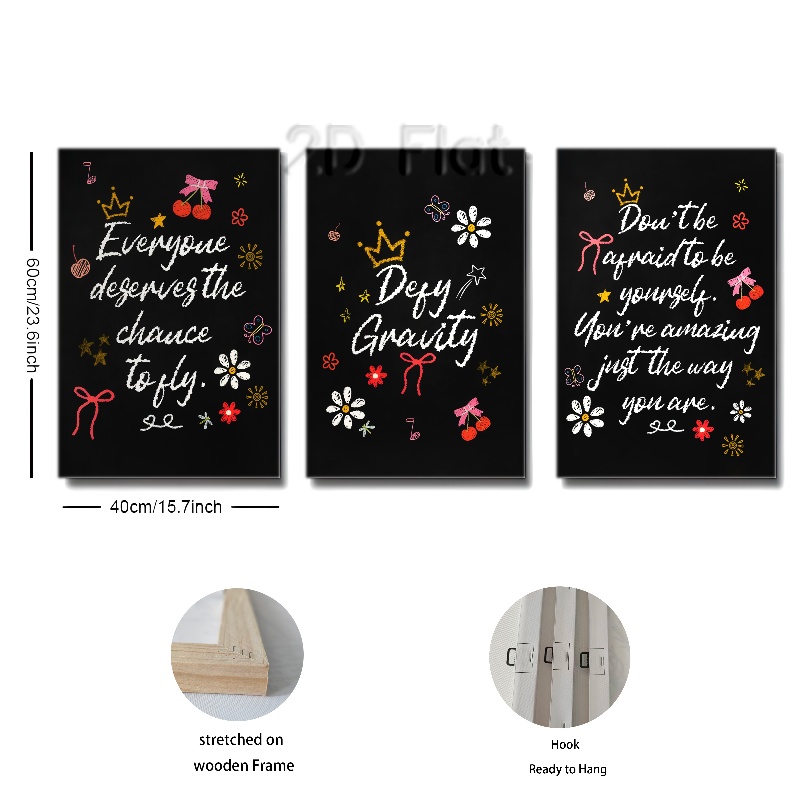 2D Flat
Everyone
deserves the
chance
to fly.
Defy
Gravity
Don't be
afraid to be
yourself.
You're amazing
just the way
you are.
60cm/23.6inch
40cm/15.7inch
stretched on
wooden Frame
Hook
Ready to Hang